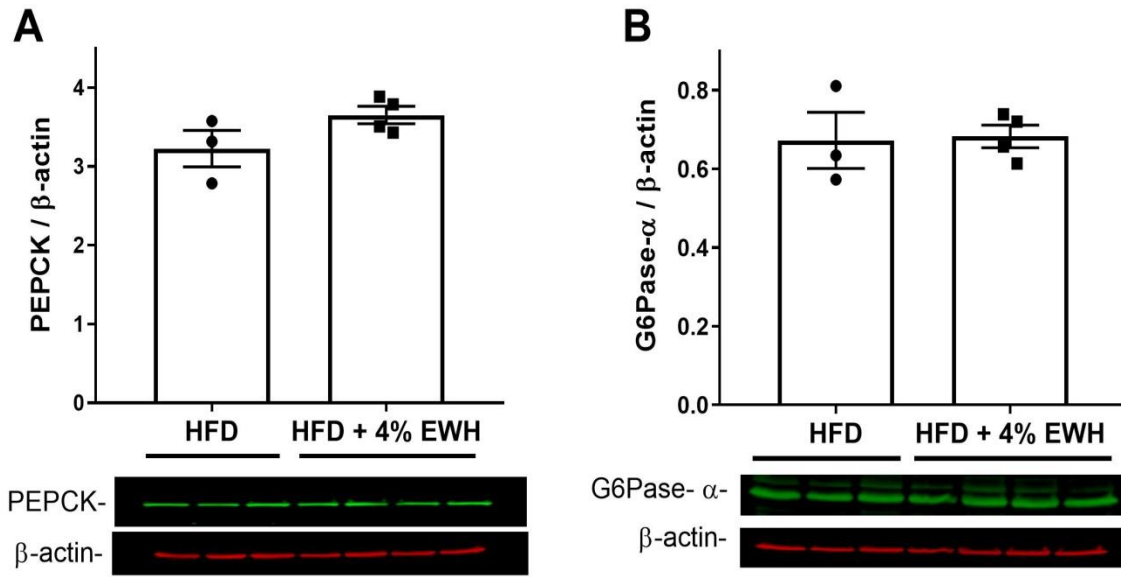 A
PEPCK / β-actin
4
3
2
1
0
HFD
HFD + 4% EWH
PEPCK-
β-actin-
B
G6Pase-α / β-actin
0.8
0.6
0.4
0.2
0.0
HFD
HFD + 4% EWH
G6Pase- α-
β-actin-